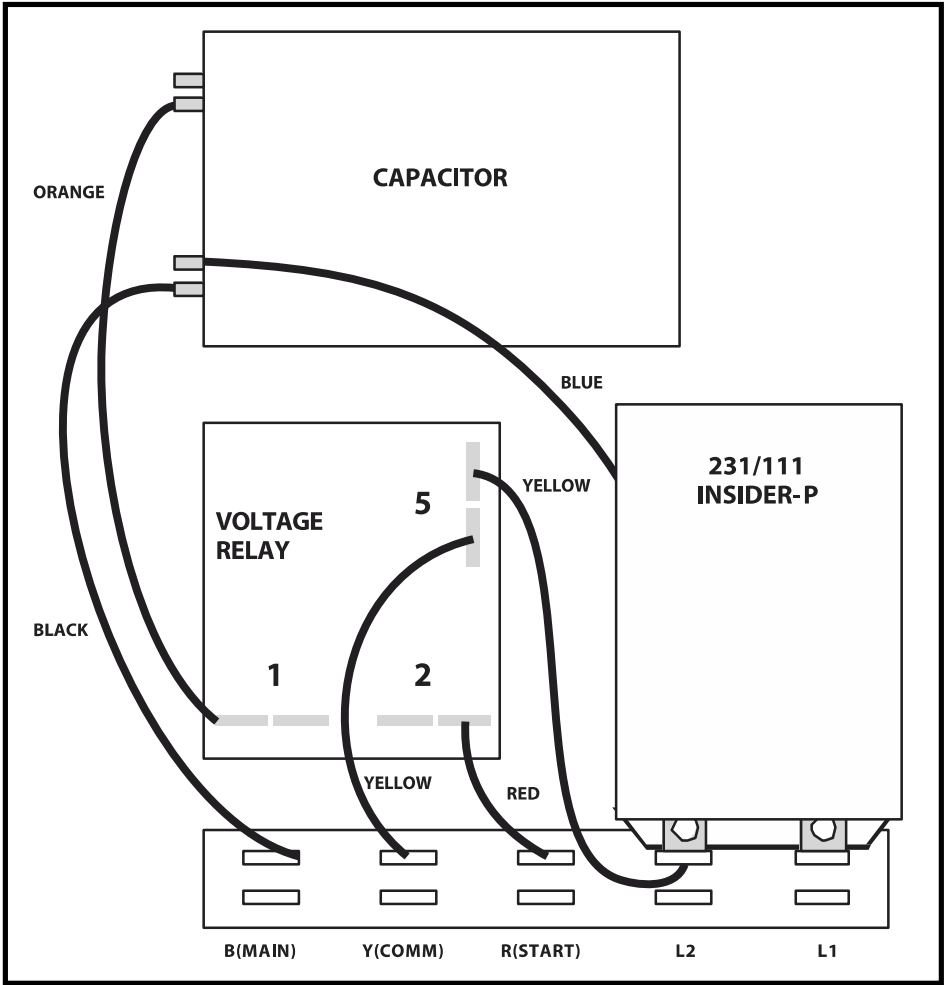 CAPACITOR
ORANGE
BLUE
231/111
INSIDER-P
YELLOW
5
VOLTAGE
RELAY
BLACK
1
2
YELLOW
RED
B(MAIN)
Y(COMM)
R(START)
L2
L1